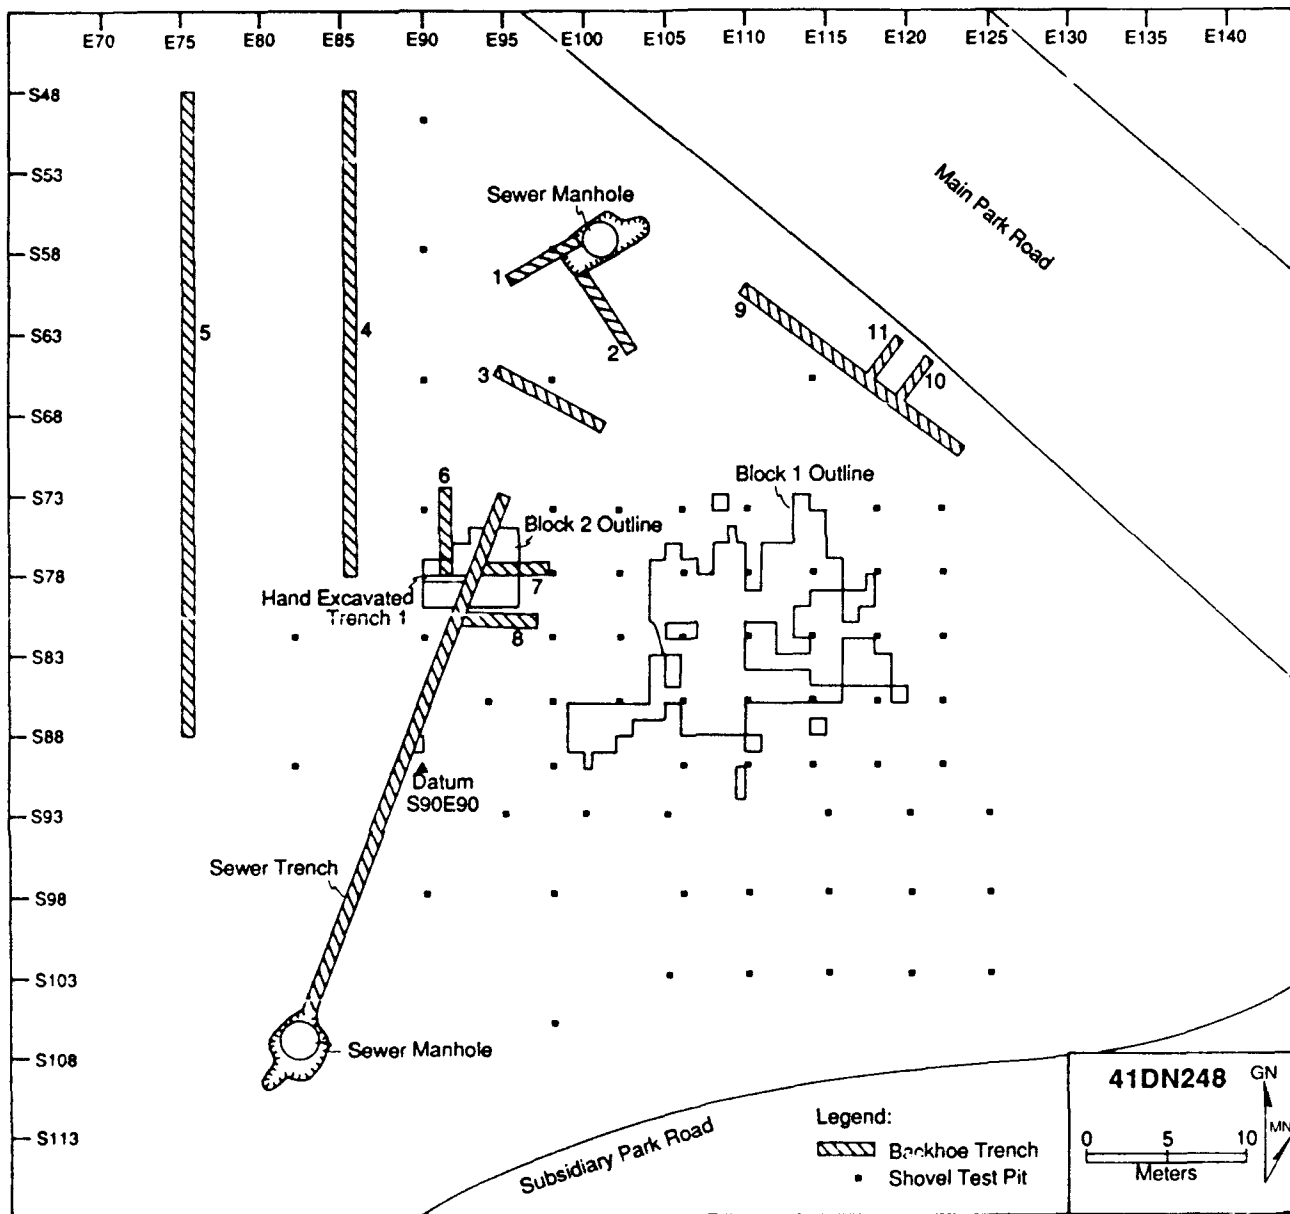 E70 E75 E80 E85 E90 E95 E100 E105 E110 E115 E120 E125 E130 E135 E140
S48
S53
S58
S63
S68
S73
S78
S83
S88
S93
S98
S103
S108
S113
Main Park Road
Sewer Manhole
1
2
3
4
5
9
11
10
6
Block 1 Outline
Block 2 Outline
7
Hand Excavated
Trench 1
8
Datum
S90E90
Sewer Trench
Sewer Manhole
Subsidiary Park Road
Legend:
Backhoe Trench
Shovel Test Pit
41DN248
GN
MN
0 5 10
Meters